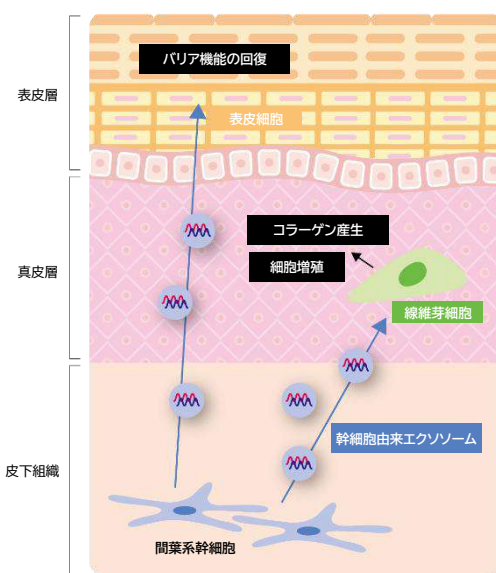 バリア機能の回復
表皮層
表皮細胞
コラーゲン産生
細胞増殖
真皮層
線維芽細胞
幹細胞由来エクソソーム
皮下組織
間葉系幹細胞